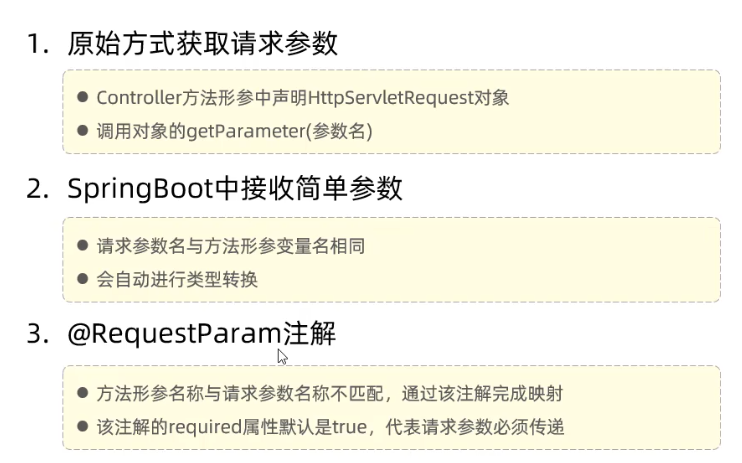 1. 原始方式获取请求参数
● Controller方法形参中声明HttpServletRequest对象
● 调用对象的getParameter(参数名)
2. SpringBoot中接收简单参数
● 请求参数名与方法形参变量名相同
● 会自动进行类型转换
3. @RequestParam注解
● 方法形参名称与请求参数名称不匹配，通过该注解完成映射
● 该注解的required属性默认是true，代表请求参数必须传递